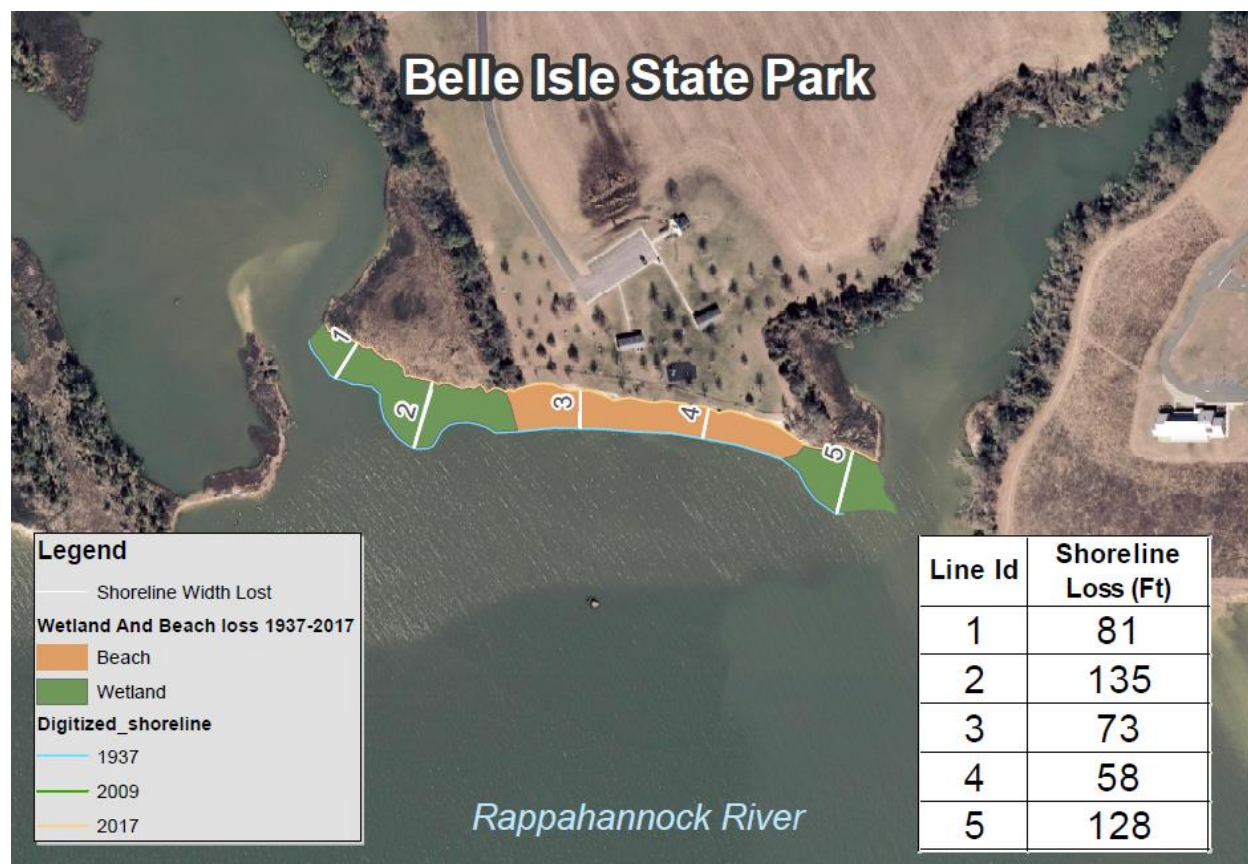 Belle Isle State Park
1
2
3
4
5
Legend
Shoreline Width Lost
Wetland And Beach loss 1937-2017
Beach
Wetland
Digitized_shoreline
1937
2009
2017
Line Id Shoreline Loss (Ft)
1 81
2 135
3 73
4 58
5 128
Rappahannock River